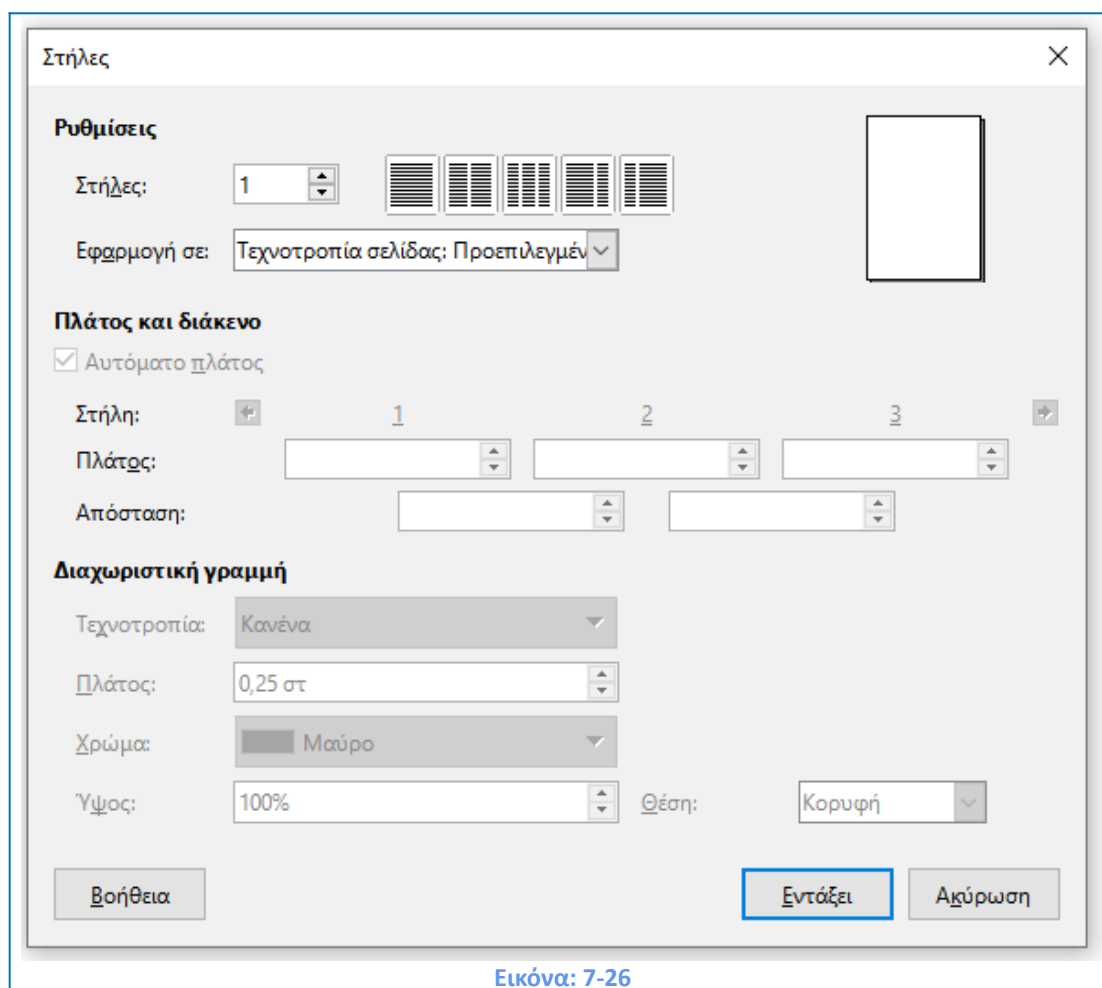 Στήλες
Ρυθμίσεις
Στήλες: 1
Εφαρμογή σε: Τεχνοτροπία σελίδας: Προεπιλεγμέν
Πλάτος και διάκενο
Αυτόματο πλάτος
Στήλη: 1 2 3
Πλάτος:
Απόσταση:
Διαχωριστική γραμμή
Τεχνοτροπία: Κανένα
Πλάτος: 0,25 στ
Χρώμα: Μαύρο
Ύψος: 100% Θέση: Κορυφή
Βοήθεια Εντάξει Ακύρωση
Εικόνα: 7-26